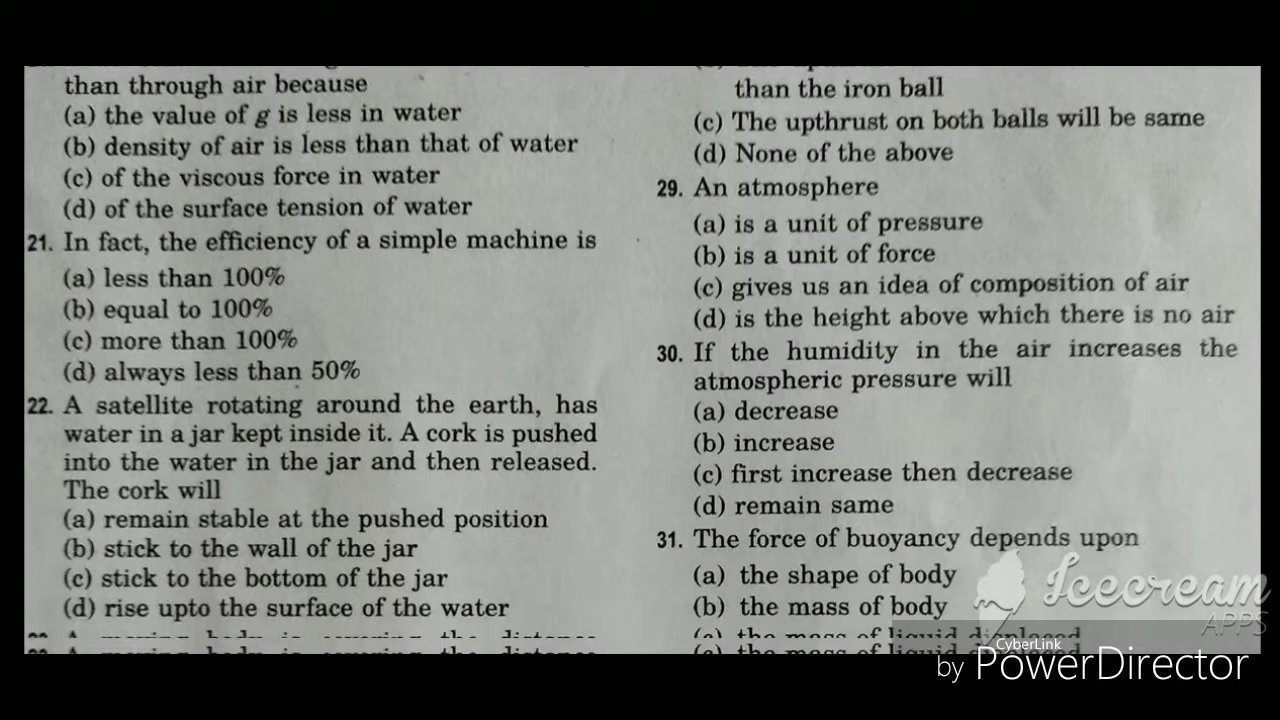 than through air because
(a) the value of g is less in water
(b) density of air is less than that of water
(c) of the viscous force in water
(d) of the surface tension of water
21. In fact, the efficiency of a simple machine is
(a) less than 100%
(b) equal to 100%
(c) more than 100%
(d) always less than 50%
22. A satellite rotating around the earth, has
water in a jar kept inside it. A cork is pushed
into the water in the jar and then released.
The cork will
(a) remain stable at the pushed position
(b) stick to the wall of the jar
(c) stick to the bottom of the jar
(d) rise upto the surface of the water
than the iron ball
(c) The upthrust on both balls will be same
(d) None of the above
29. An atmosphere
(a) is a unit of pressure
(b) is a unit of force
(c) gives us an idea of composition of air
(d) is the height above which there is no air
30. If the humidity in the air increases the
atmospheric pressure will
(a) decrease
(b) increase
(c) first increase then decrease
(d) remain same
31. The force of buoyancy depends upon
(a) the shape of body
(b) the mass of body
(c) the mass of liquid displaced
Icecream
APPS
CyberLink
by PowerDirector